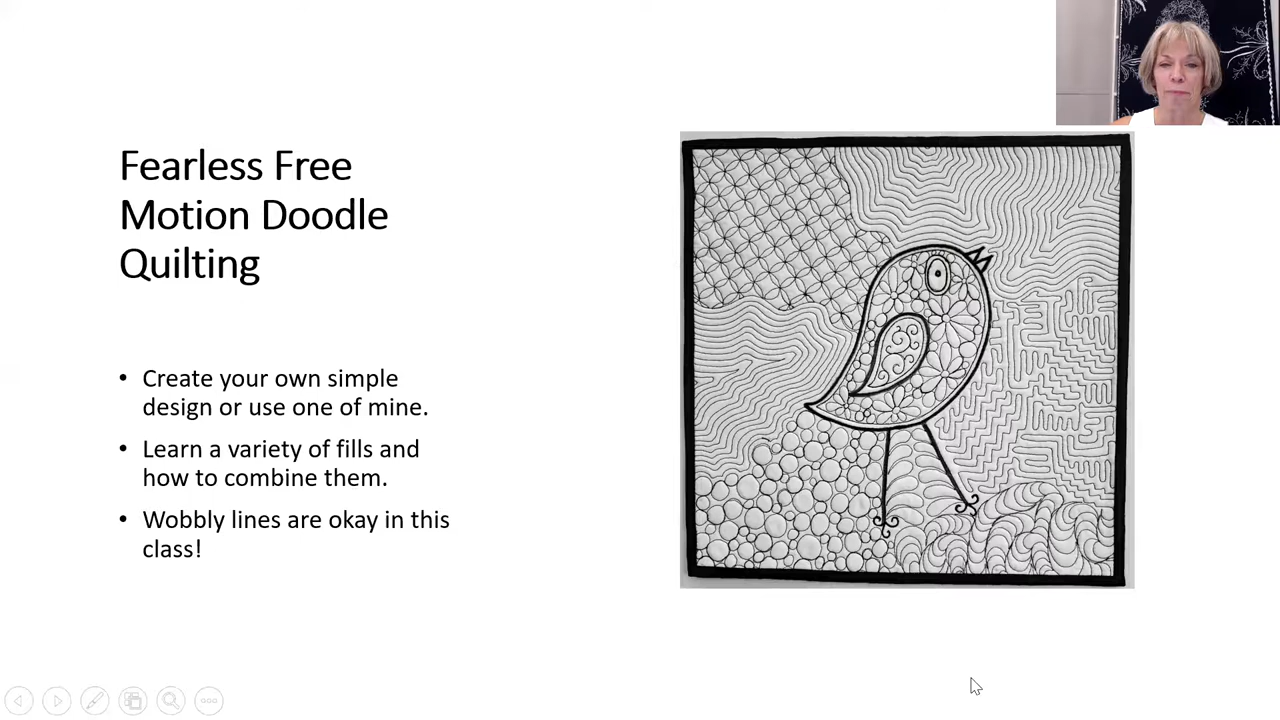 Fearless Free
Motion Doodle
Quilting
• Create your own simple
design or use one of mine.
• Learn a variety of fills and
how to combine them.
• Wobbly lines are okay in this
class!